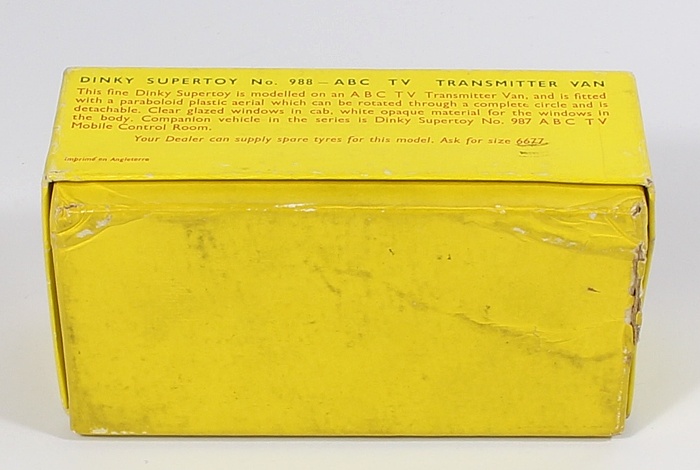 DINKY SUPERTOY No. 988 — ABC TV TRANSMITTER VAN
This fine Dinky Supertoy is modelled on an ABC TV Transmitter Van, and is fitted
with a paraboloid plastic aerial which can be rotated through a complete circle and is
detachable. Clear glazed windows in cab, white opaque material for the windows in
the body. Companion vehicle in the series is Dinky Supertoy No. 987 ABC TV
Mobile Control Room.
Your Dealer can supply spare tyres for this model. Ask for size 6677.
Imprimé en Angleterre